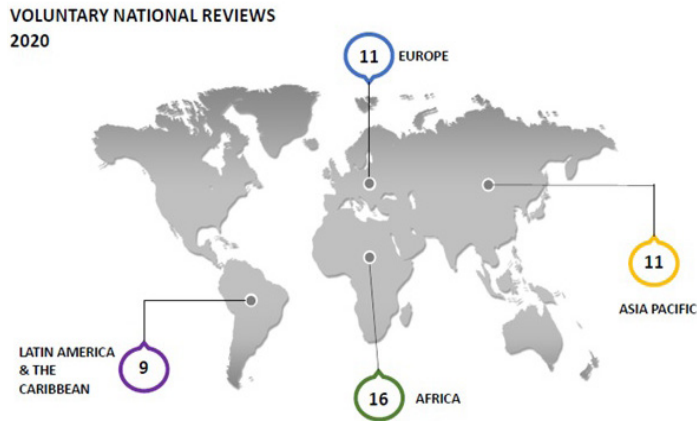 VOLUNTARY NATIONAL REVIEWS
2020
11
EUROPE
11
ASIA PACIFIC
LATIN AMERICA
& THE
CARIBBEAN
9
16
AFRICA